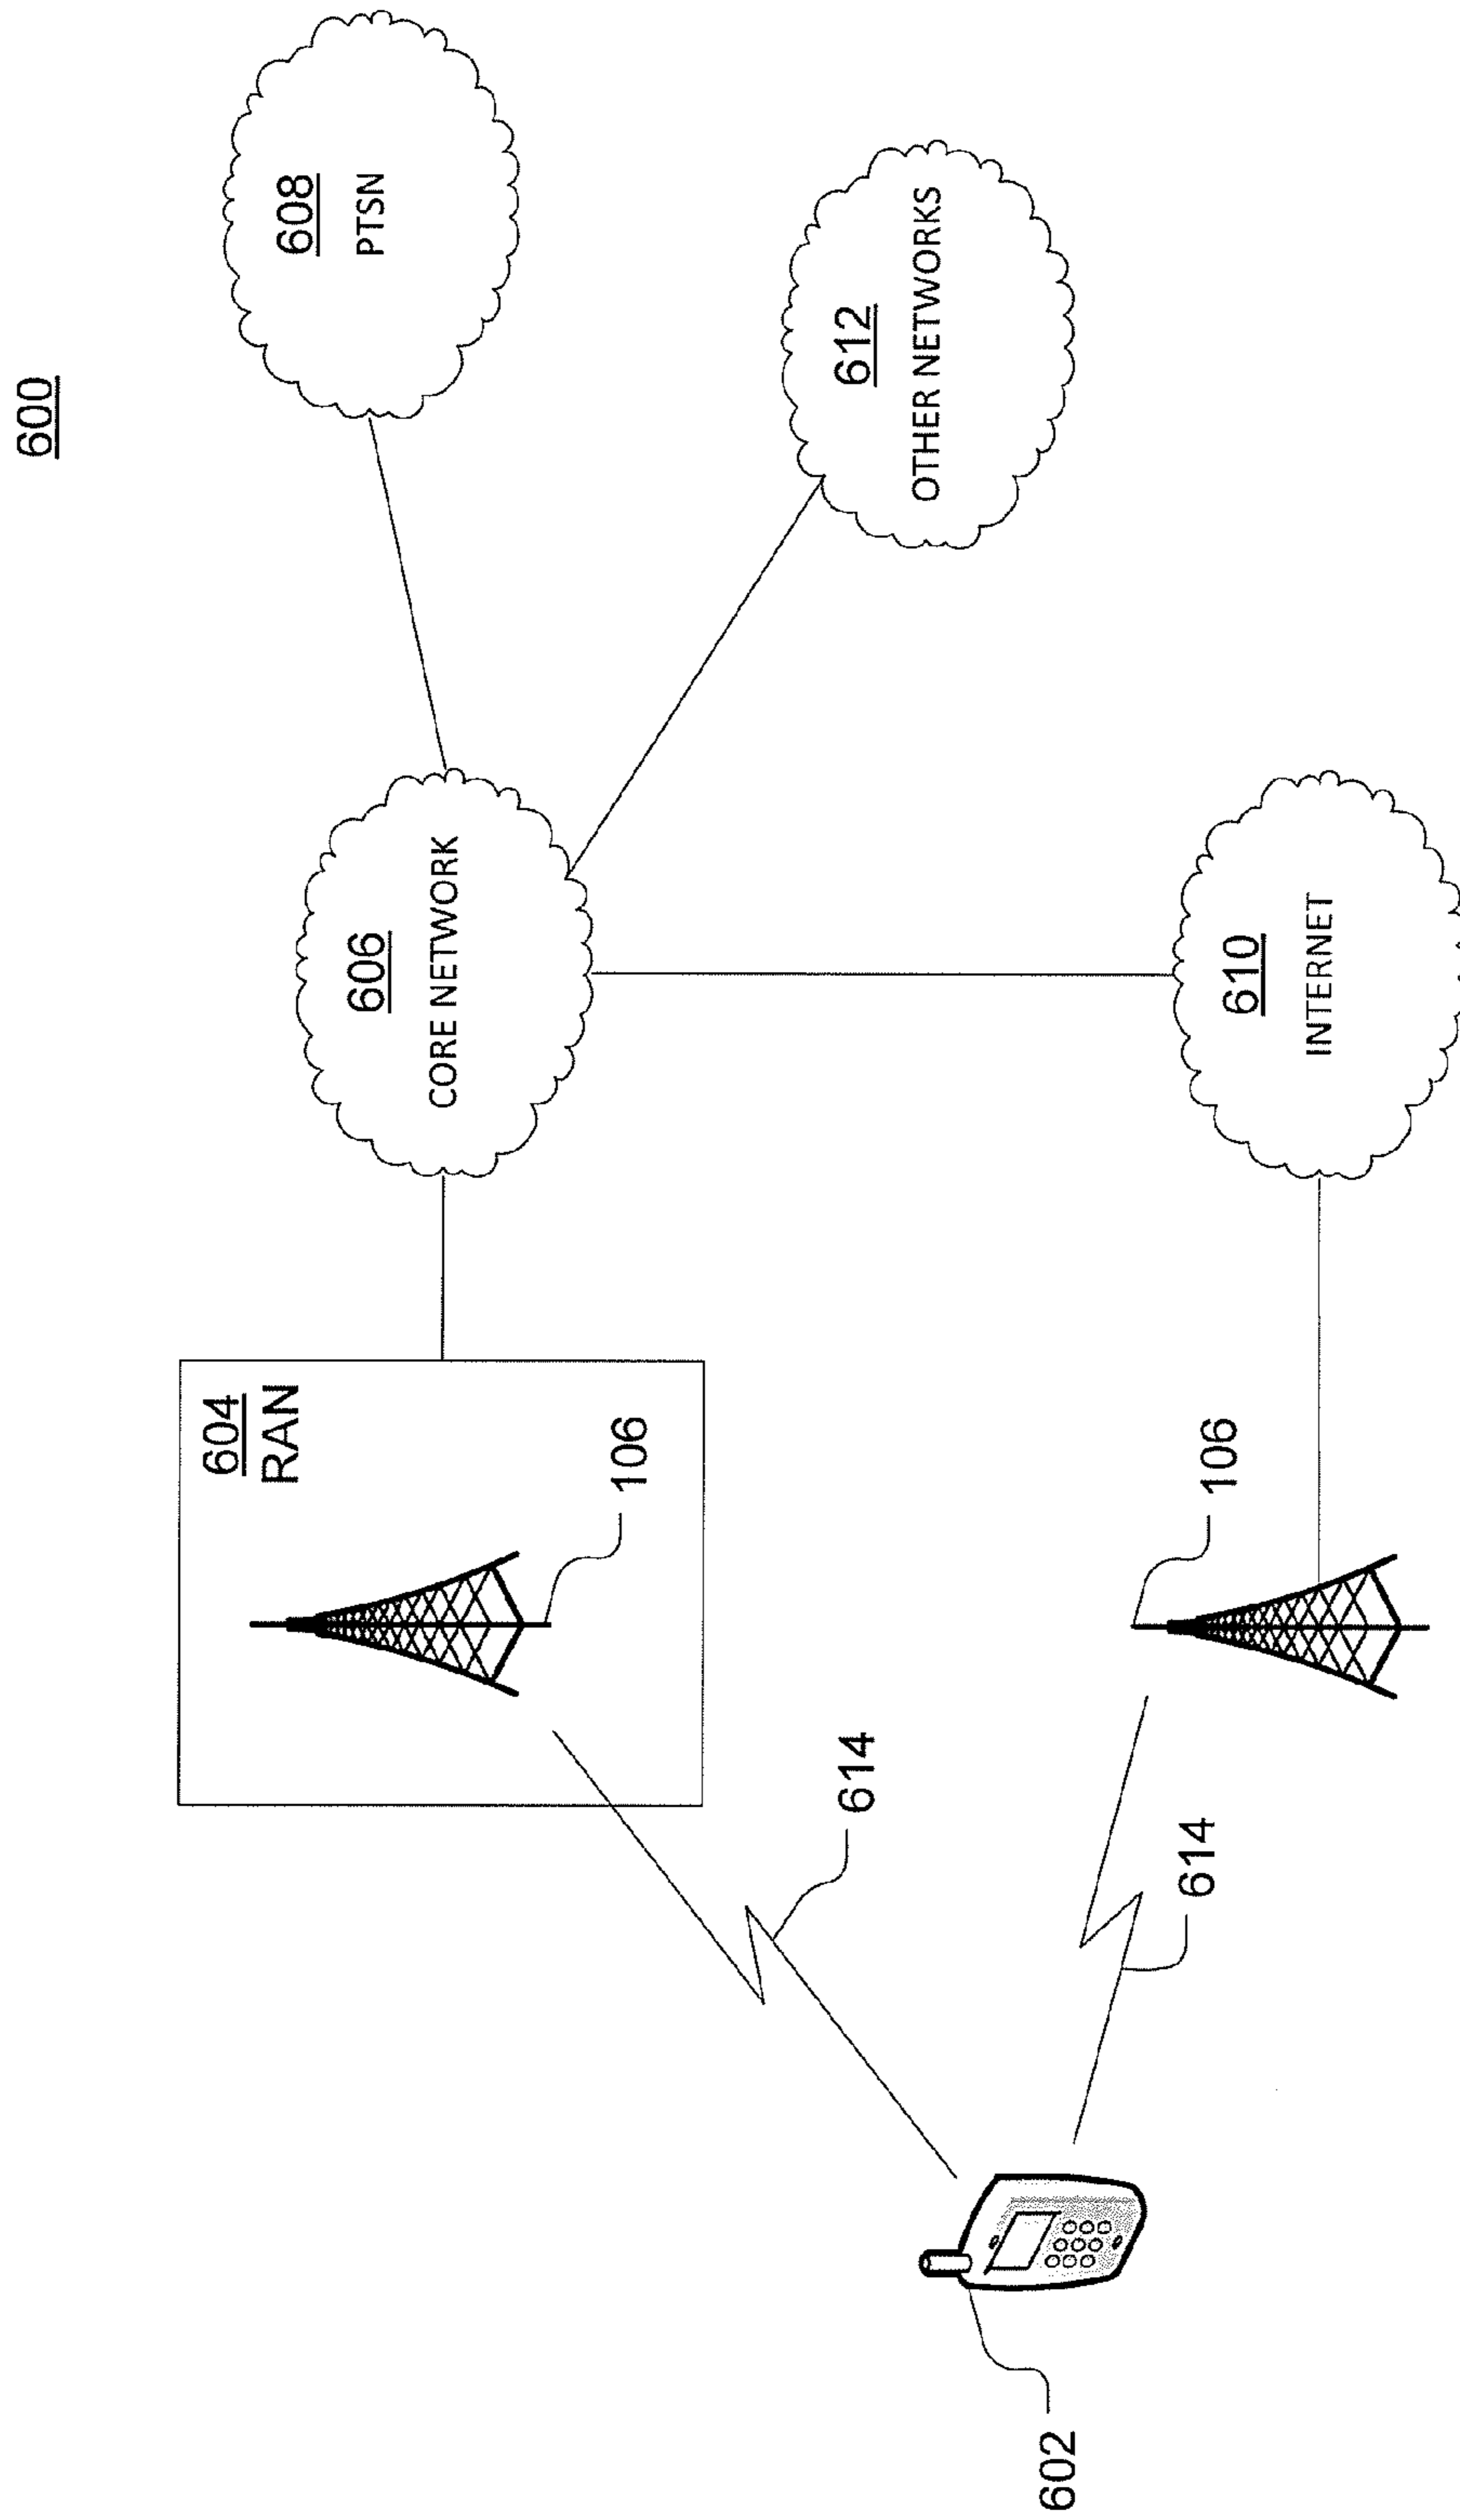 600
608
PTSN
604
RAN
606
CORE NETWORK
106
612
OTHER NETWORKS
614
602
614
106
610
INTERNET